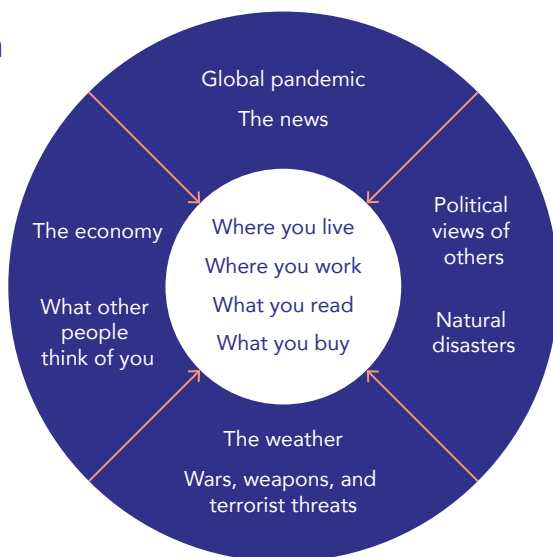 Global pandemic
The news
The economy
What other
people
think of you
Where you live
Where you work
What you read
What you buy
Political
views of
others
Natural
disasters
The weather
Wars, weapons, and
terrorist threats